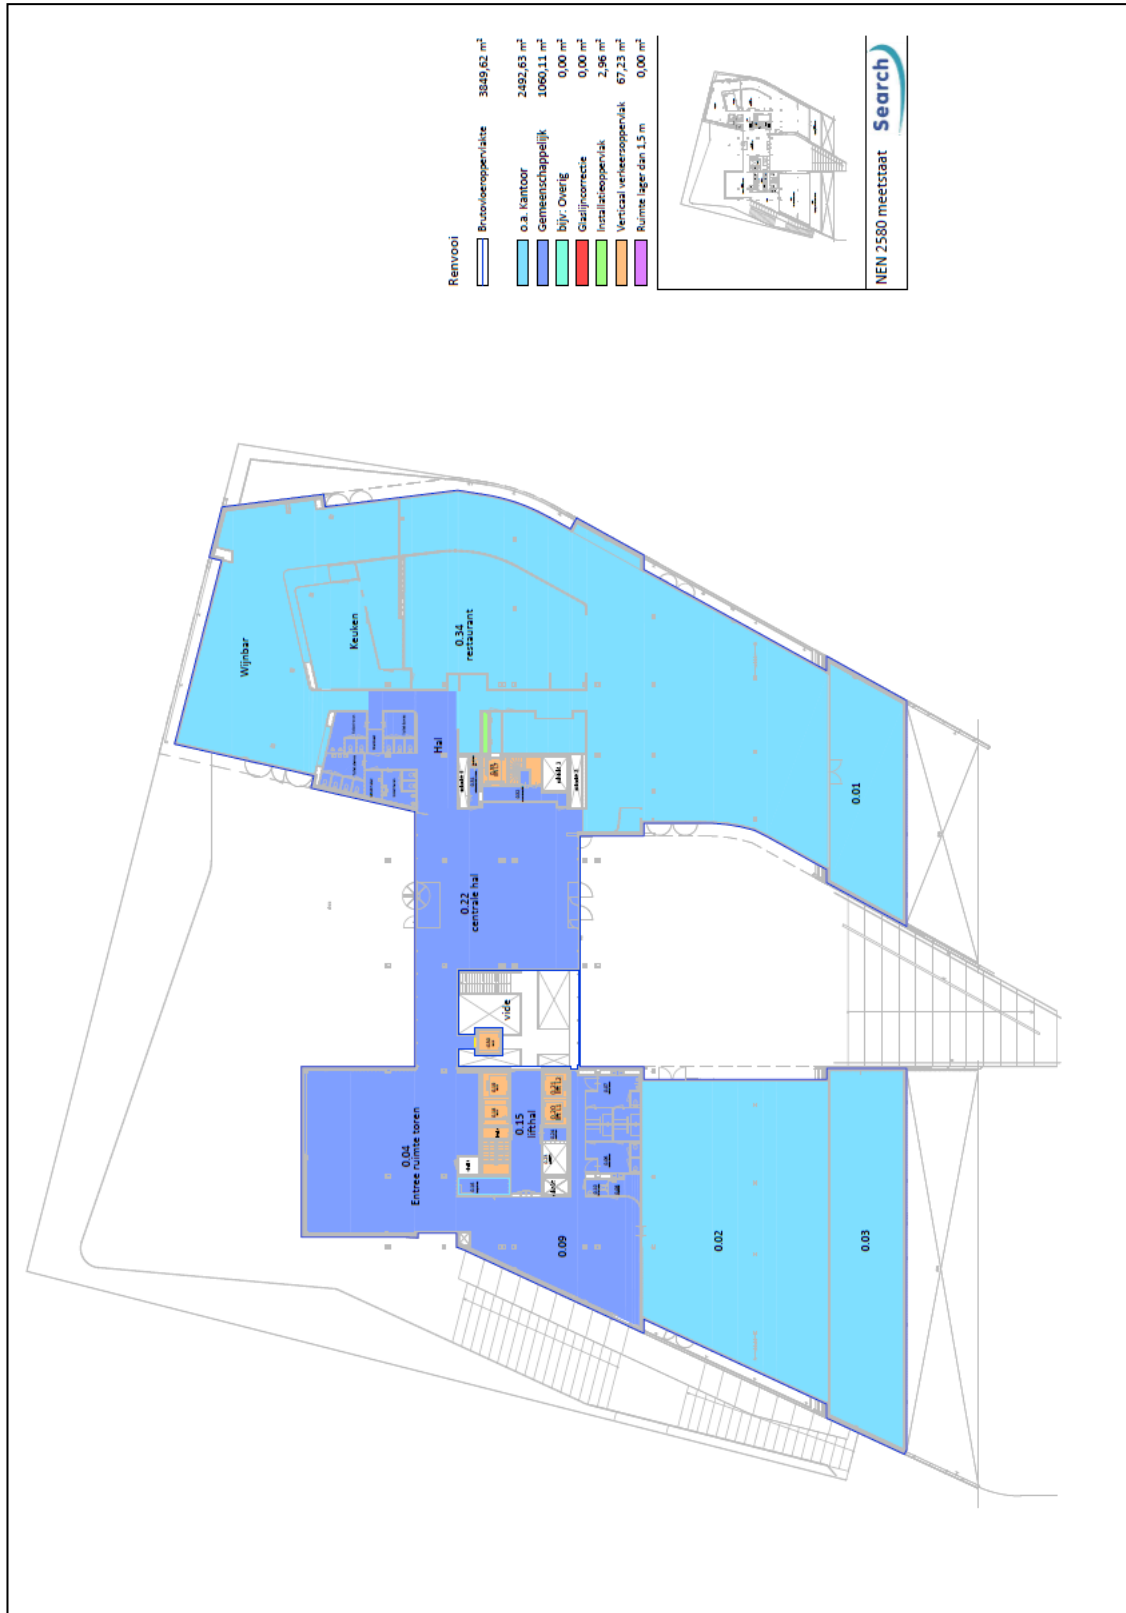 Renvooi
Brutovloeroppervlakte 3849,62 m²
o.a. Kantoor 2492,63 m²
Gemeenschappelijk 1060,11 m²
bijv: Overig 0,00 m²
Glaslijncorrectie 0,00 m²
Installatieoppervlak 2,96 m²
Verticaal verkeersoppervlak 67,23 m²
Ruimte lager dan 1,5 m 0,00 m²
NEN 2580 meetstaat Search
Wijnbar
Keuken
0.34
restaurant
Hal
0.22
centrale hal
vide
0.04
Entree ruimte toren
0.15
lifthal
0.09
0.01
0.02
0.03